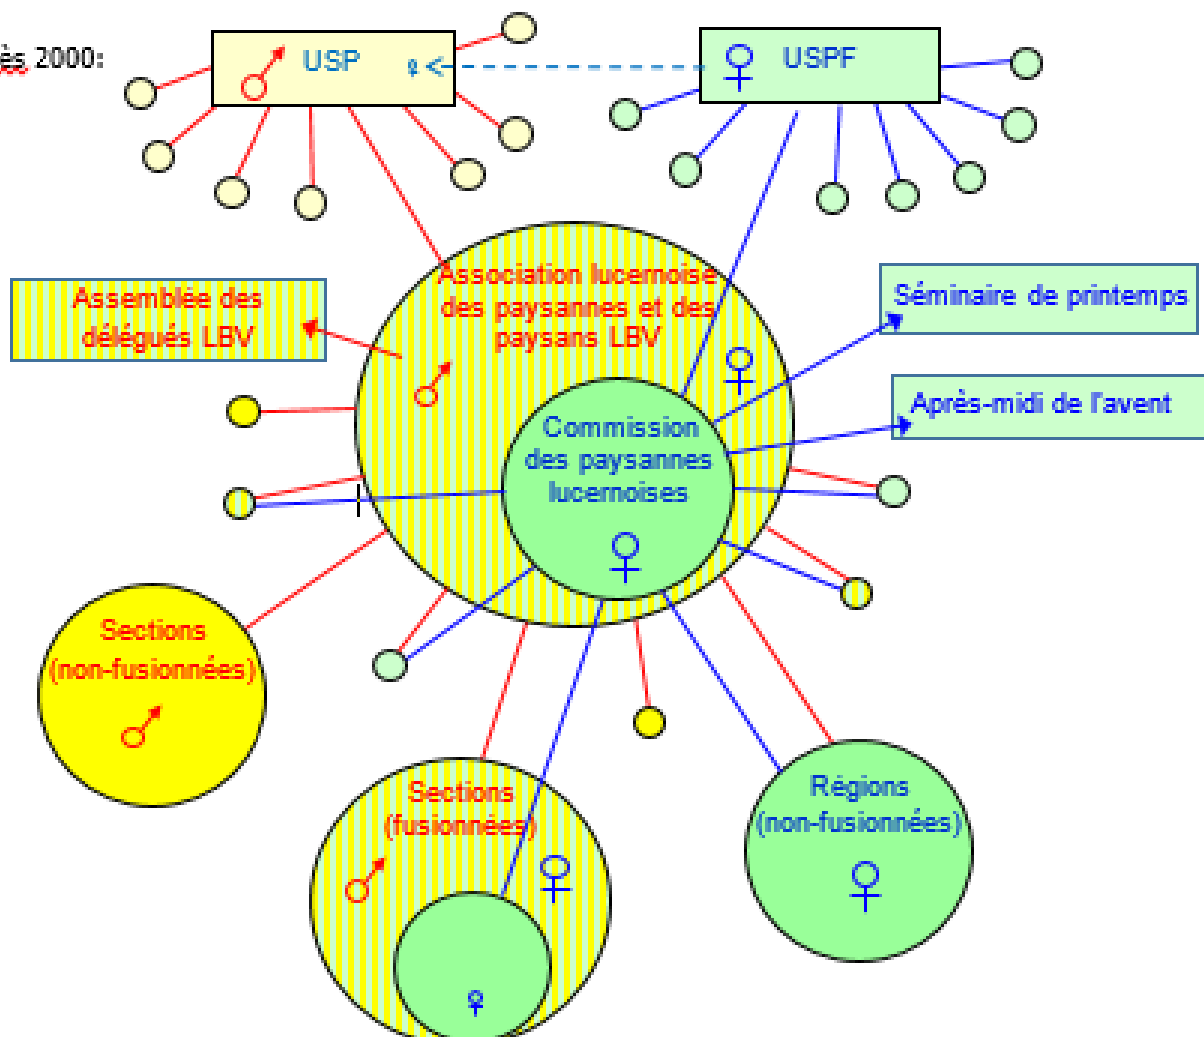 ès 2000:
USP
USPF
Association lucernoise
des paysannes et des
paysans LBV
Assemblée des
délégués LBV
Séminaire de printemps
Après-midi de l'avent
Commission
des paysannes
lucernoises
Sections
(non-fusionnées)
Sections
(fusionnées)
Régions
(non-fusionnées)